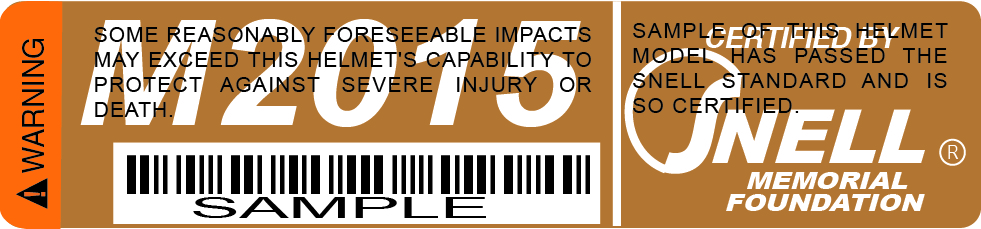 WARNING
M2015
SOME REASONABLY FORESEEABLE IMPACTS
MAY EXCEED THIS HELMET'S CAPABILITY TO
PROTECT AGAINST SEVERE INJURY OR
DEATH.
SAMPLE
CERTIFIED BY
SAMPLE OF THIS HELMET
MODEL HAS PASSED THE
SNELL STANDARD AND IS
SO CERTIFIED.
SNELL ®
MEMORIAL
FOUNDATION